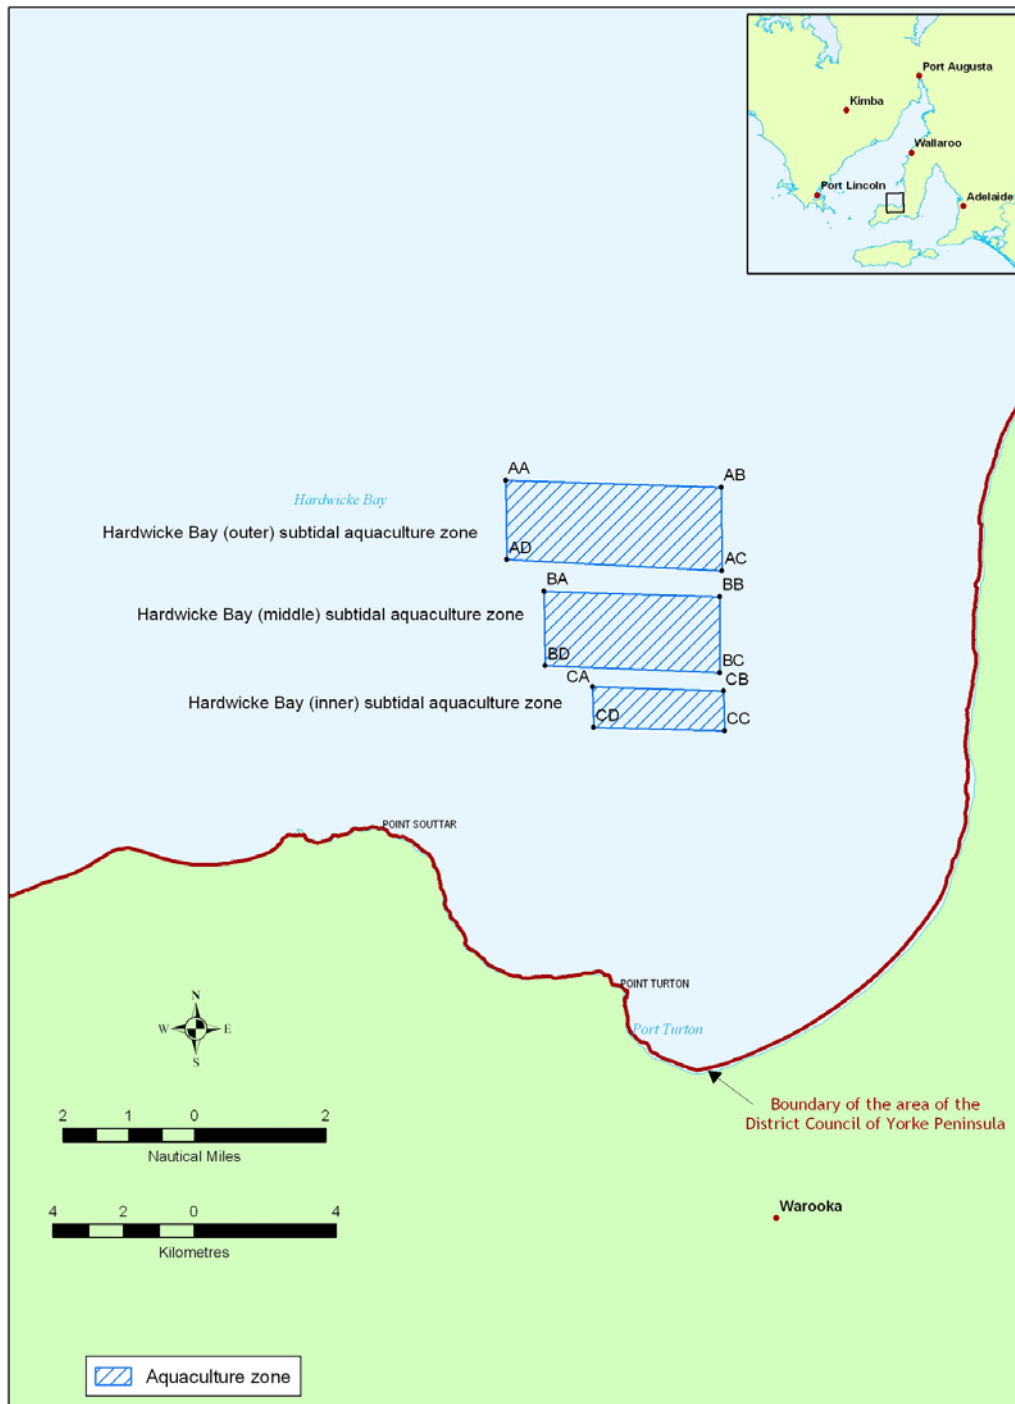 Port Augusta
Kimba
Wallaroo
Port Lincoln
Adelaide
AA
AB
Hardwicke Bay
Hardwicke Bay (outer) subtidal aquaculture zone
AD
AC
BA
BB
Hardwicke Bay (middle) subtidal aquaculture zone
BD
BC
CA
CB
Hardwicke Bay (inner) subtidal aquaculture zone
CD
CC
POINT SOUTTAR
POINT TURTON
Port Turton
N
W
E
S
2 1 0 2
Nautical Miles
Boundary of the area of the
District Council of Yorke Peninsula
4 2 0 4
Kilometres
Warooka
Aquaculture zone